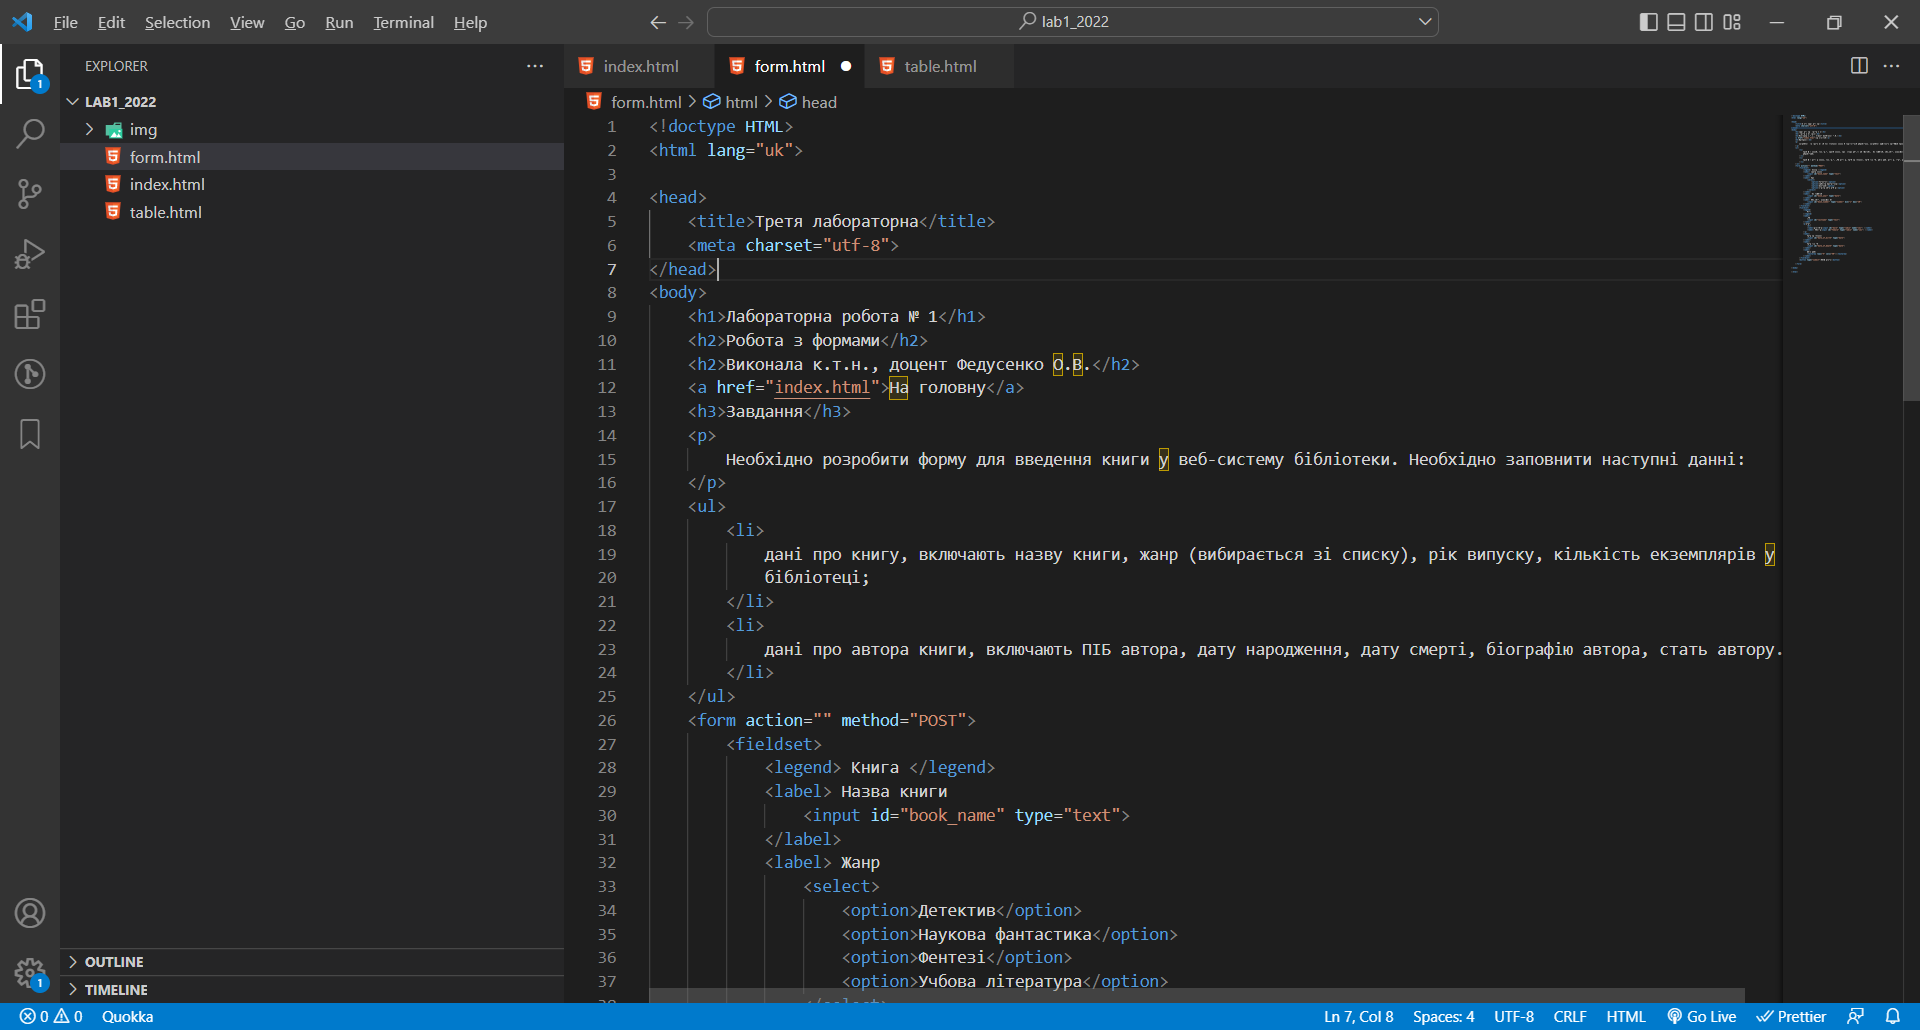 File Edit Selection View Go Run Terminal Help
lab1_2022
EXPLORER
LAB1_2022
img
form.html
index.html
table.html
OUTLINE
TIMELINE
1
1
index.html
form.html
table.html
form.html > html > head
1 <!doctype HTML>
2 <html lang="uk">
3
4 <head>
5 <title>Третя лабораторна</title>
6 <meta charset="utf-8">
7 </head>
8 <body>
9 <h1>Лабораторна робота № 1</h1>
10 <h2>Робота з формами</h2>
11 <h2>Виконала к.т.н., доцент Федусенко О.В.</h2>
12 <a href="index.html">На головну</a>
13 <h3>Завдання</h3>
14 <p>
15 Необхідно розробити форму для введення книги у веб-систему бібліотеки. Необхідно заповнити наступні данні:
16 </p>
17 <ul>
18 <li>
19 дані про книгу, включають назву книги, жанр (вибирається зі списку), рік випуску, кількість екземплярів у
20 бібліотеці;
21 </li>
22 <li>
23 дані про автора книги, включають ПІБ автора, дату народження, дату смерті, біографію автора, стать автору.
24 </li>
25 </ul>
26 <form action="" method="POST">
27 <fieldset>
28 <legend> Книга </legend>
29 <label> Назва книги
30 <input id="book_name" type="text">
31 </label>
32 <label> Жанр
33 <select>
34 <option>Детектив</option>
35 <option>Наукова фантастика</option>
36 <option>Фентезі</option>
37 <option>Учбова література</option>
0 0 Quokka
Ln 7, Col 8 Spaces: 4 UTF-8 CRLF HTML Go Live Prettier